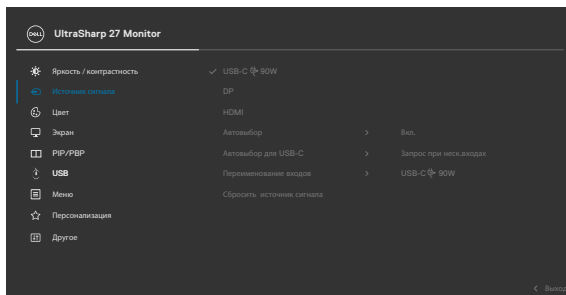 DELL UltraSharp 27 Monitor
Яркость / контрастность
USB-C 90W
Источник сигнала
DP
Цвет
HDMI
Экран
Автовыбор
Вкл.
PIP/PBP
Автовыбор для USB-C
Запрос при неск.входах
USB
Переименование входов
USB-C 90W
Меню
Сбросить источник сигнала
Персонализация
Другое
Выход